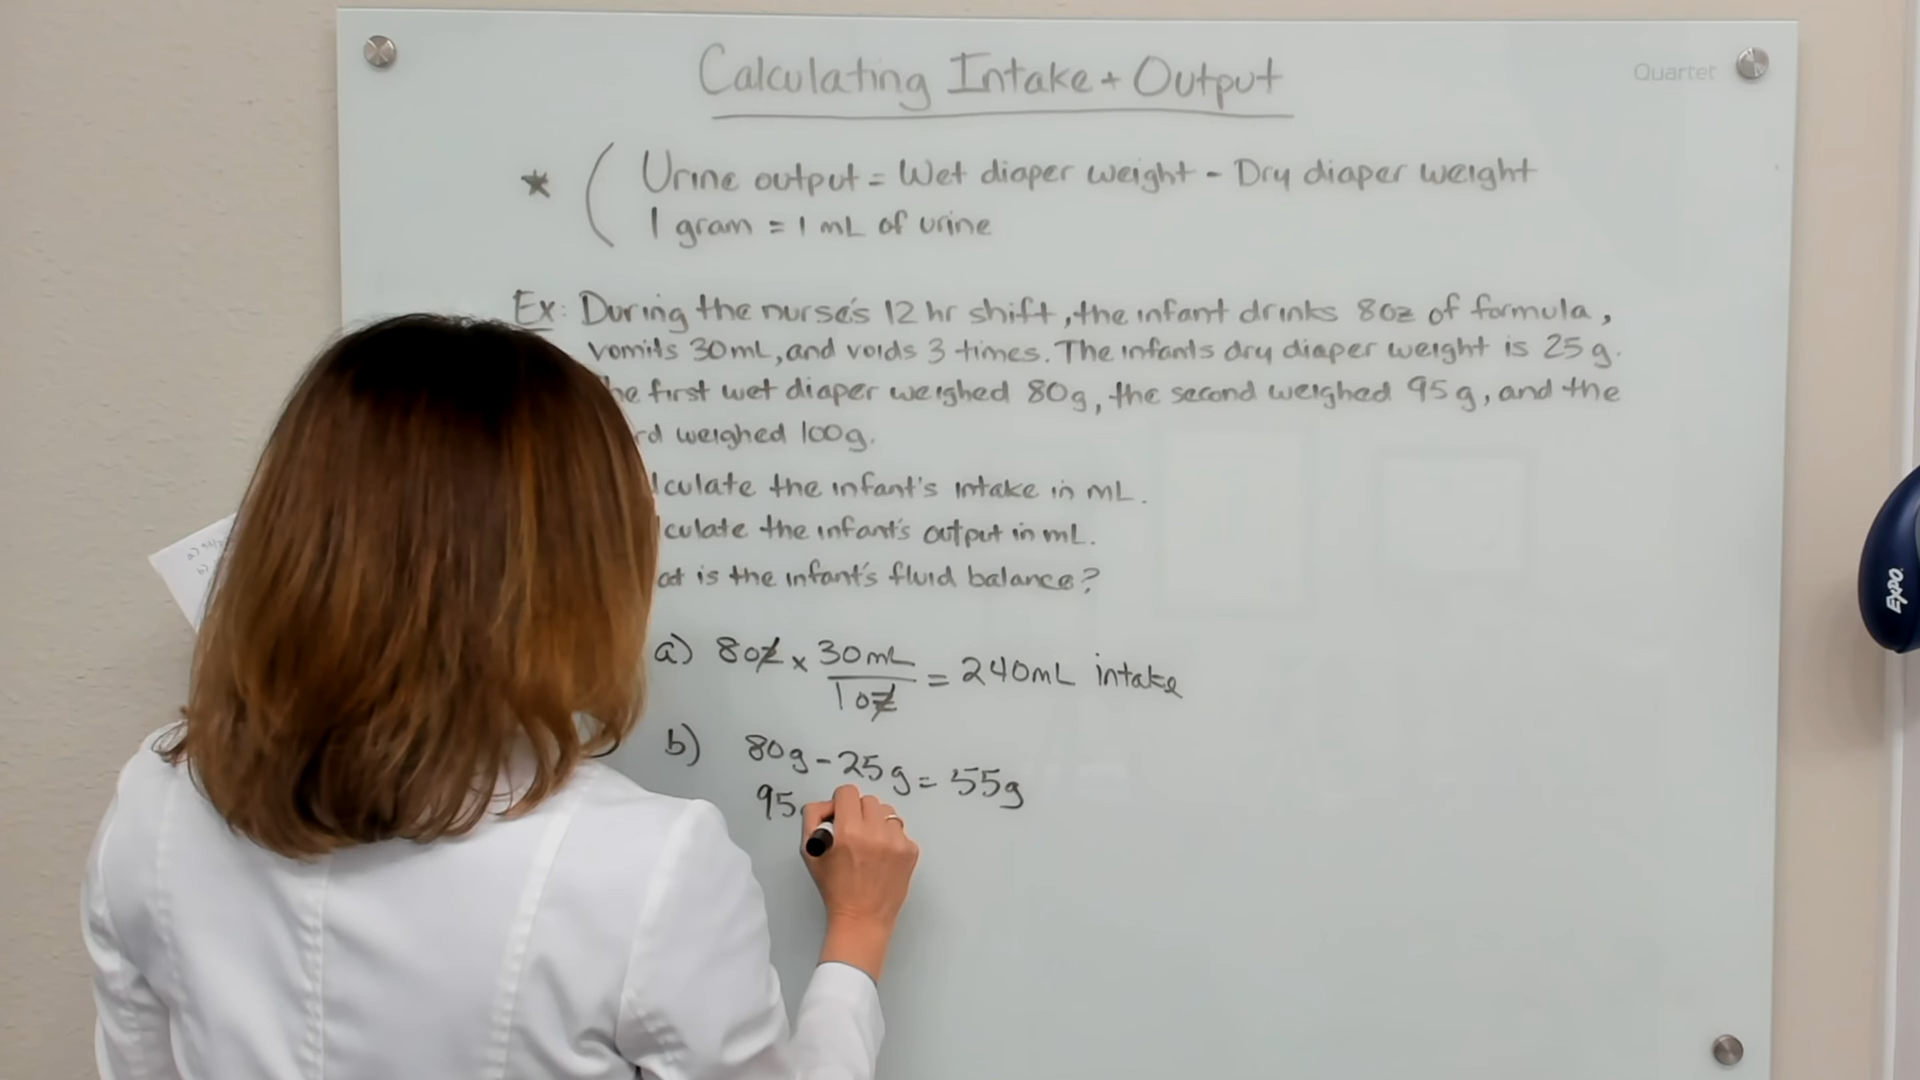 Calculating Intake + Output
Quartet
* ( Urine output = Wet diaper weight - Dry diaper weight
1 gram = 1 mL of urine
Ex: During the nurse's 12 hr shift, the infant drinks 8oz of formula,
vomits 30mL, and voids 3 times. The infants dry diaper weight is 25g.
he first wet diaper weighed 80g, the second weighed 95g, and the
rd weighed 100g.
lculate the infant's intake in mL.
lculate the infant's output in mL.
at is the infant's fluid balance?
a) 8oz x 30mL / 1oz = 240mL intake
b) 80g - 25g = 55g
95
EXPO